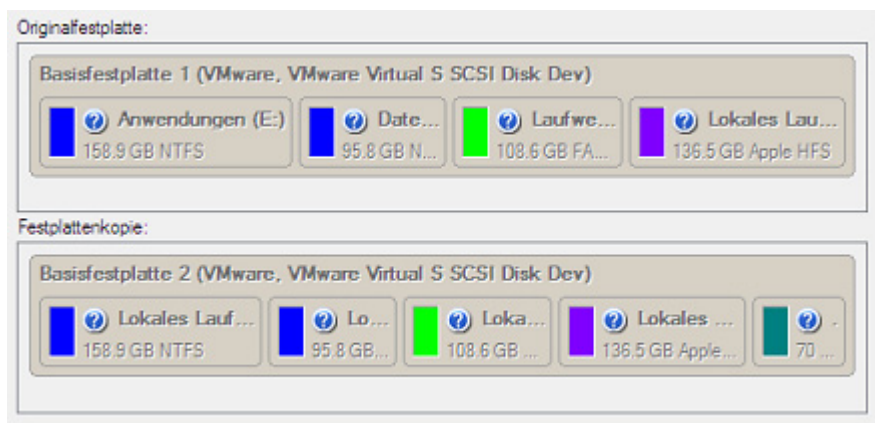 Originalfestplatte:
Basisfestplatte 1 (VMware, VMware Virtual S SCSI Disk Dev)
Anwendungen (E:) Date... Laufwe... Lokales Lau...
158.9 GB NTFS 95.8 GB N... 108.6 GB FA... 136.5 GB Apple HFS
Festplattenkopie:
Basisfestplatte 2 (VMware, VMware Virtual S SCSI Disk Dev)
Lokales Lauf... Lo... Loka... Lokales ... .
158.9 GB NTFS 95.8 GB... 108.6 GB ... 136.5 GB Apple... 70 ...